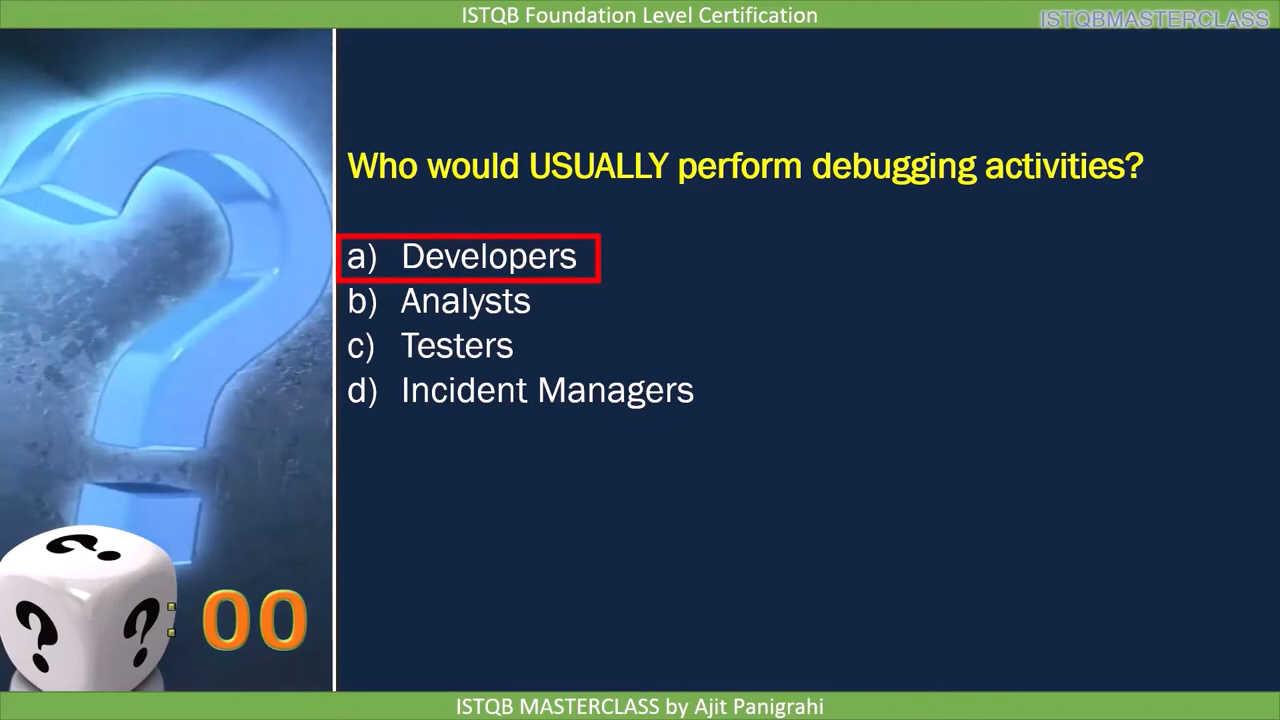 ISTQB Foundation Level Certification
ISTQBMASTERCLASS
Who would USUALLY perform debugging activities?
a) Developers
b) Analysts
c) Testers
d) Incident Managers
: 00
ISTQB MASTERCLASS by Ajit Panigrahi